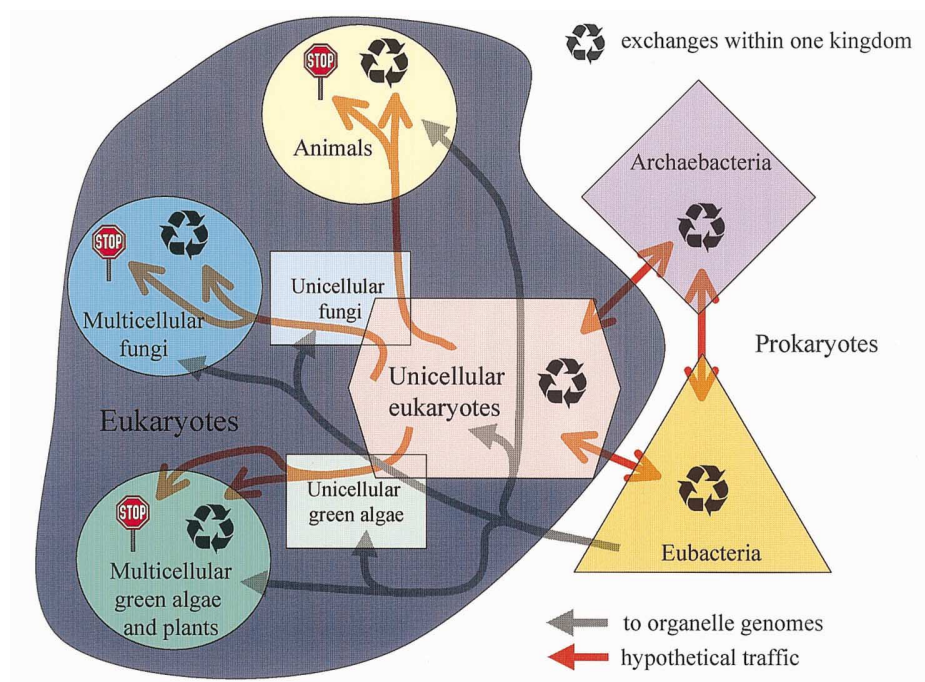 exchanges within one kingdom
STOP
Animals
Archaebacteria
STOP
Multicellular
fungi
Unicellular
fungi
Unicellular
eukaryotes
Prokaryotes
Eukaryotes
Unicellular
green algae
STOP
Multicellular
green algae
and plants
Eubacteria
to organelle genomes
hypothetical traffic